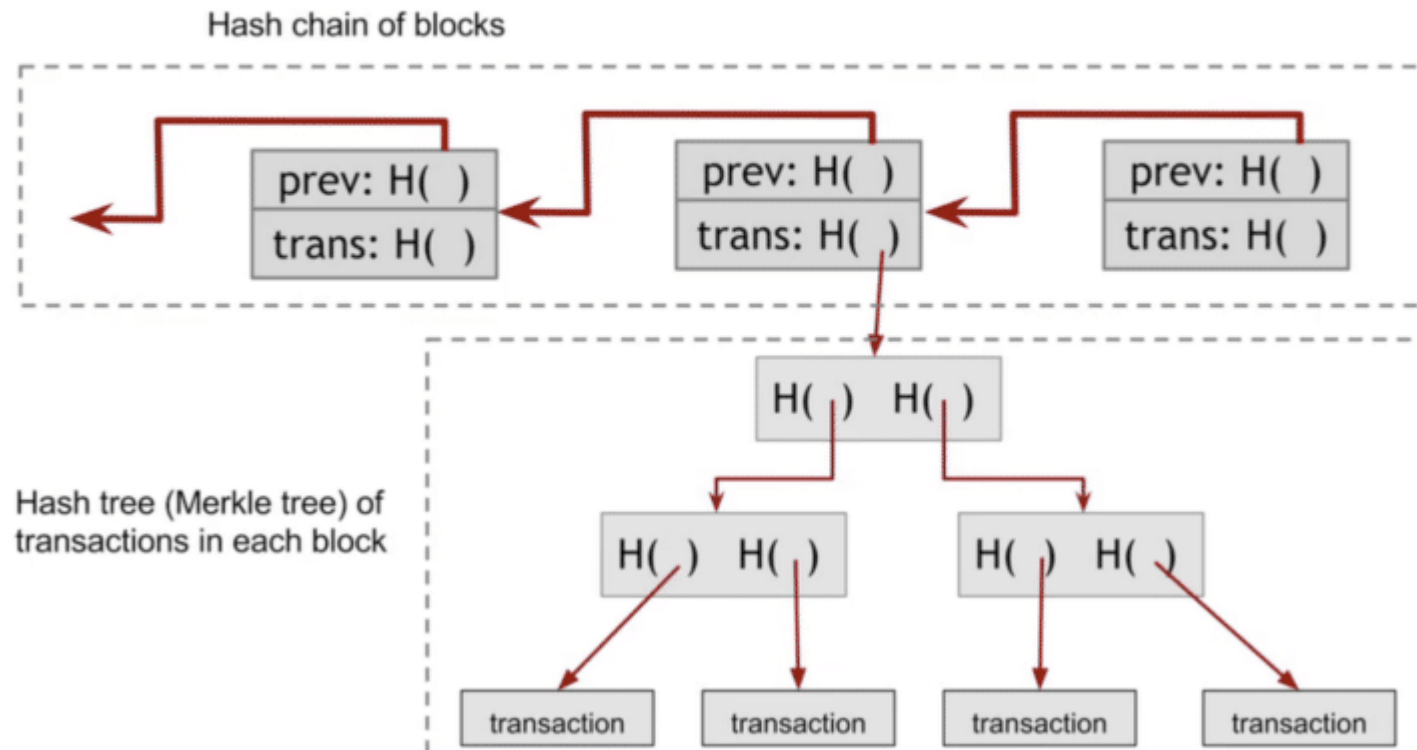 Hash chain of blocks
prev: H( )
trans: H( )
prev: H( )
trans: H( )
prev: H( )
trans: H( )
H( ) H( )
Hash tree (Merkle tree) of
transactions in each block
H( ) H( )
H( ) H( )
transaction
transaction
transaction
transaction